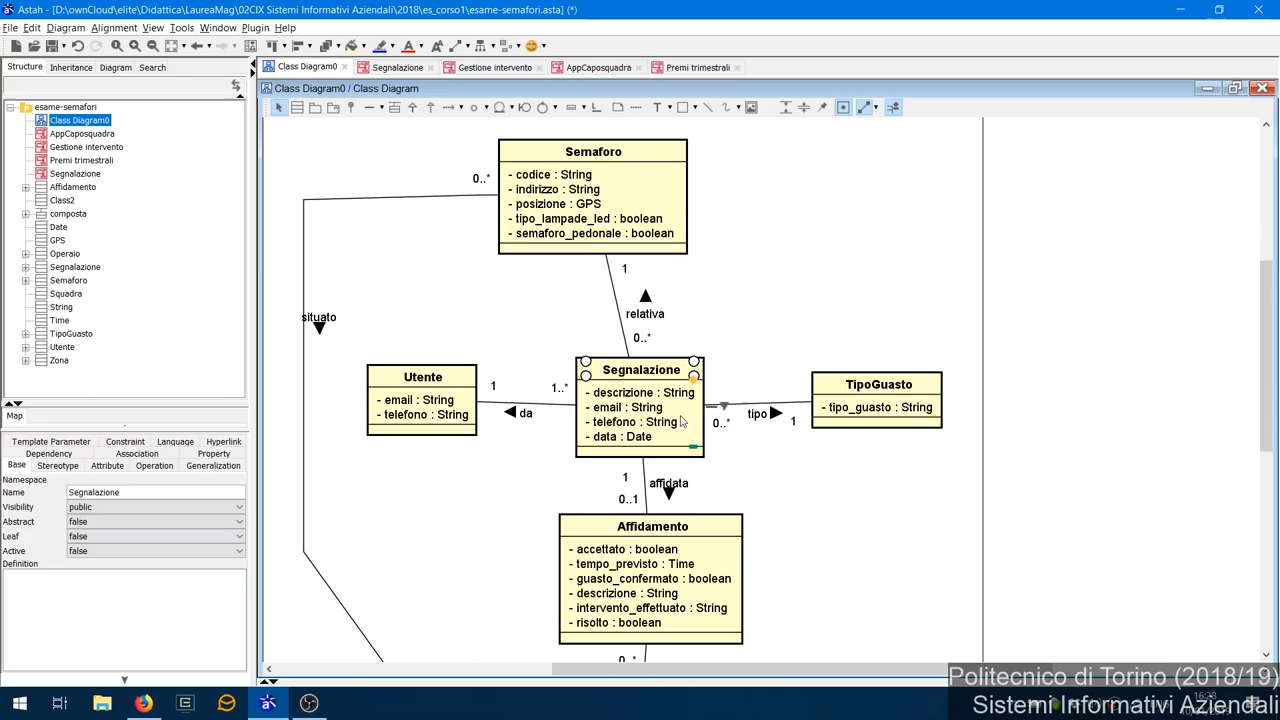 Astah - [D:\ownCloud\elite\Didattica\LaureaMag\02CIX Sistemi Informativi Aziendali\2018\es_corso1\esame-semafori.asta] (*)
File Edit Diagram Alignment View Tools Window Plugin Help
Structure Inheritance Diagram Search
Class Diagram0 Segnalazione Gestione intervento AppCaposquadra Premi trimestrali
Class Diagram0 / Class Diagram
esame-semafori
Class Diagram0
AppCaposquadra
Gestione intervento
Premi trimestrali
Segnalazione
Affidamento
Class2
composta
Date
GPS
Operaio
Segnalazione
Semaforo
Squadra
String
Time
TipoGuasto
Utente
Zona
Map
Template Parameter Constraint Language Hyperlink
Dependency Association Property
Base Stereotype Attribute Operation Generalization
Namespace
Name Segnalazione
Visibility public
Abstract false
Leaf false
Active false
Definition
Semaforo
- codice : String
- indirizzo : String
- posizione : GPS
- tipo_lampade_led : boolean
- semaforo_pedonale : boolean
0..*
1
relativa
0..*
situato
Utente
- email : String
- telefono : String
1
1..*
da
Segnalazione
- descrizione : String
- email : String
- telefono : String
- data : Date
0..*
tipo
1
TipoGuasto
- tipo_guasto : String
1
affidata
0..1
Affidamento
- accettato : boolean
- tempo_previsto : Time
- guasto_confermato : boolean
- descrizione : String
- intervento_effettuato : String
- risolto : boolean
0..*
Politecnico di Torino (2018/19)
Sistemi Informativi Aziendali
16:28